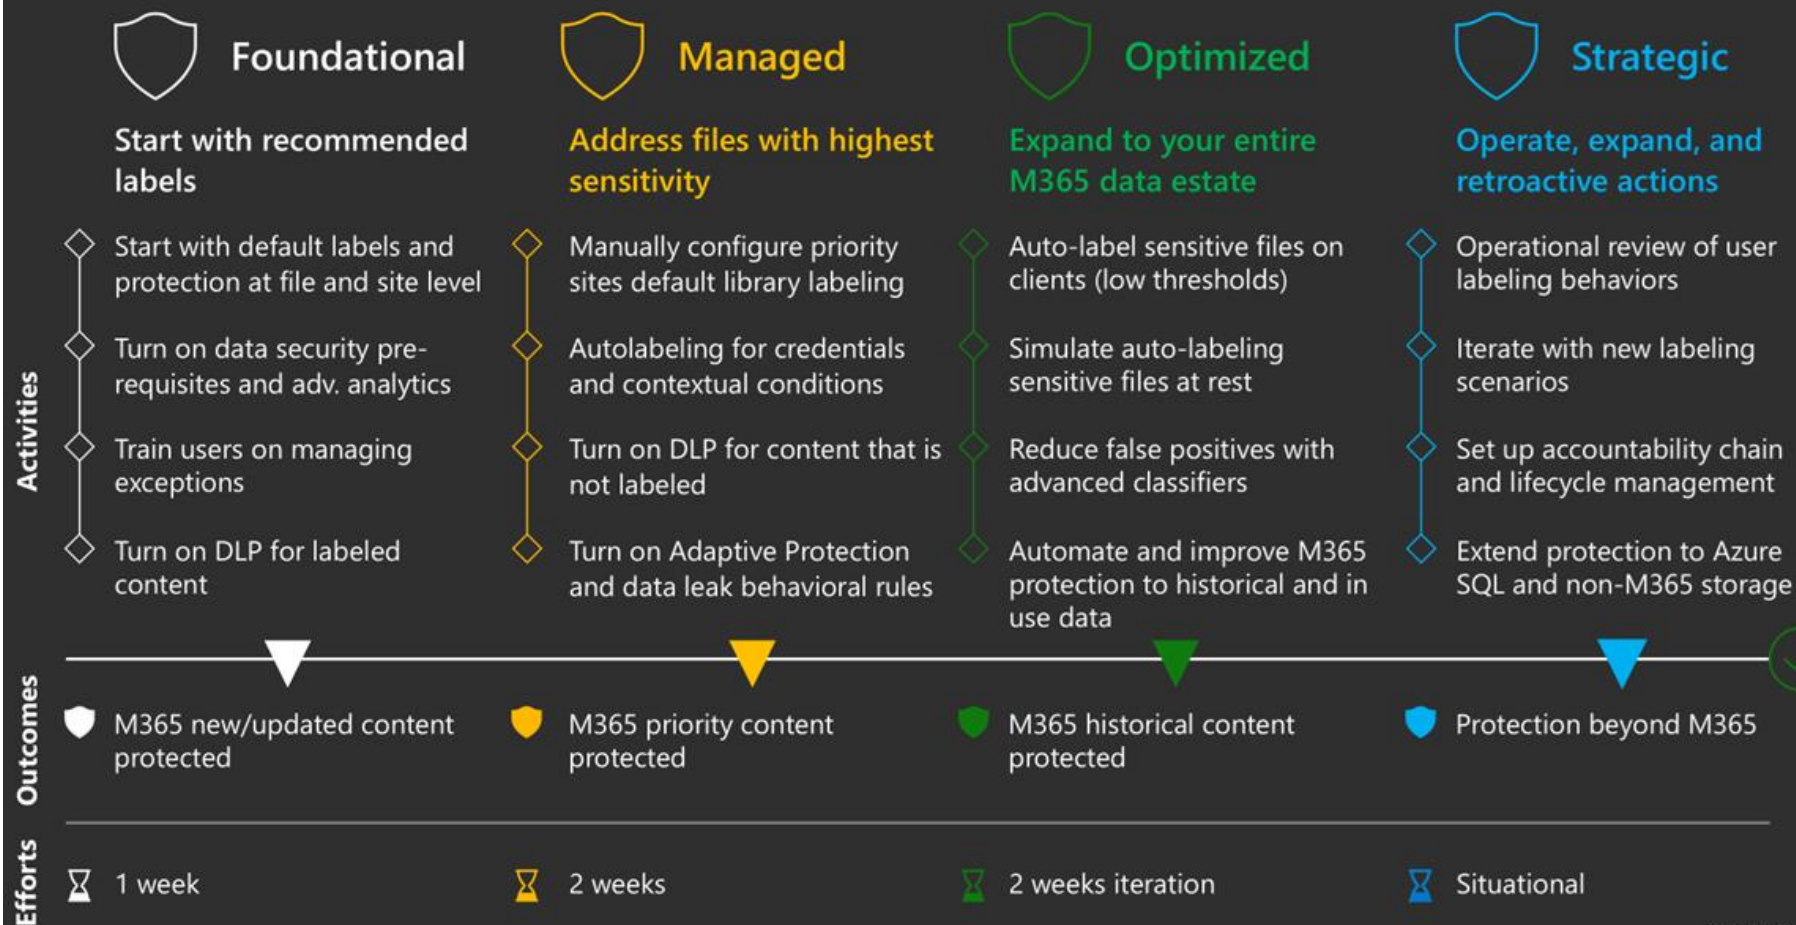 Foundational
Start with recommended
labels
Managed
Address files with highest
sensitivity
Optimized
Expand to your entire
M365 data estate
Strategic
Operate, expand, and
retroactive actions
Activities
Start with default labels and
protection at file and site level
Turn on data security pre-
requisites and adv. analytics
Train users on managing
exceptions
Turn on DLP for labeled
content
Manually configure priority
sites default library labeling
Autolabeling for credentials
and contextual conditions
Turn on DLP for content that is
not labeled
Turn on Adaptive Protection
and data leak behavioral rules
Auto-label sensitive files on
clients (low thresholds)
Simulate auto-labeling
sensitive files at rest
Reduce false positives with
advanced classifiers
Automate and improve M365
protection to historical and in
use data
Operational review of user
labeling behaviors
Iterate with new labeling
scenarios
Set up accountability chain
and lifecycle management
Extend protection to Azure
SQL and non-M365 storage
Outcomes
M365 new/updated content
protected
M365 priority content
protected
M365 historical content
protected
Protection beyond M365
Efforts
1 week
2 weeks
2 weeks iteration
Situational